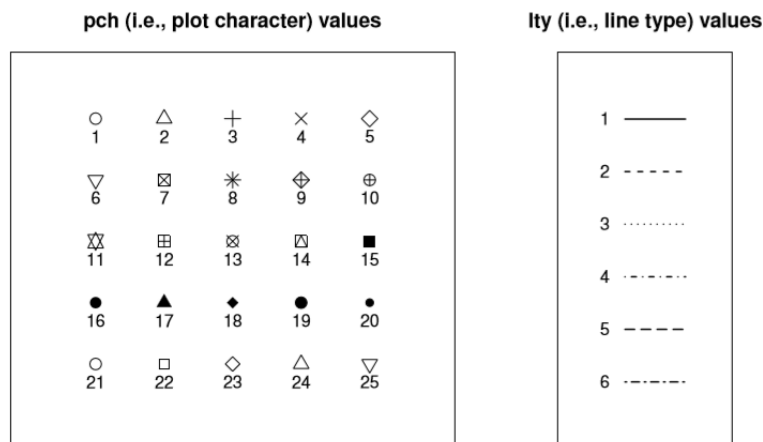 pch (i.e., plot character) values
1 2 3 4 5
6 7 8 9 10
11 12 13 14 15
16 17 18 19 20
21 22 23 24 25
lty (i.e., line type) values
1
2
3
4
5
6